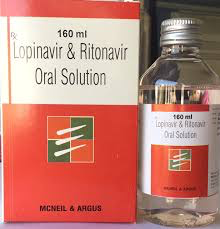 Rx
160 ml
Lopinavir & Ritonavir
Oral Solution
MCNEIL & ARGUS
160 ml
Lopinavir & Ritonavir
Oral Solution
MCNEIL & ARGUS